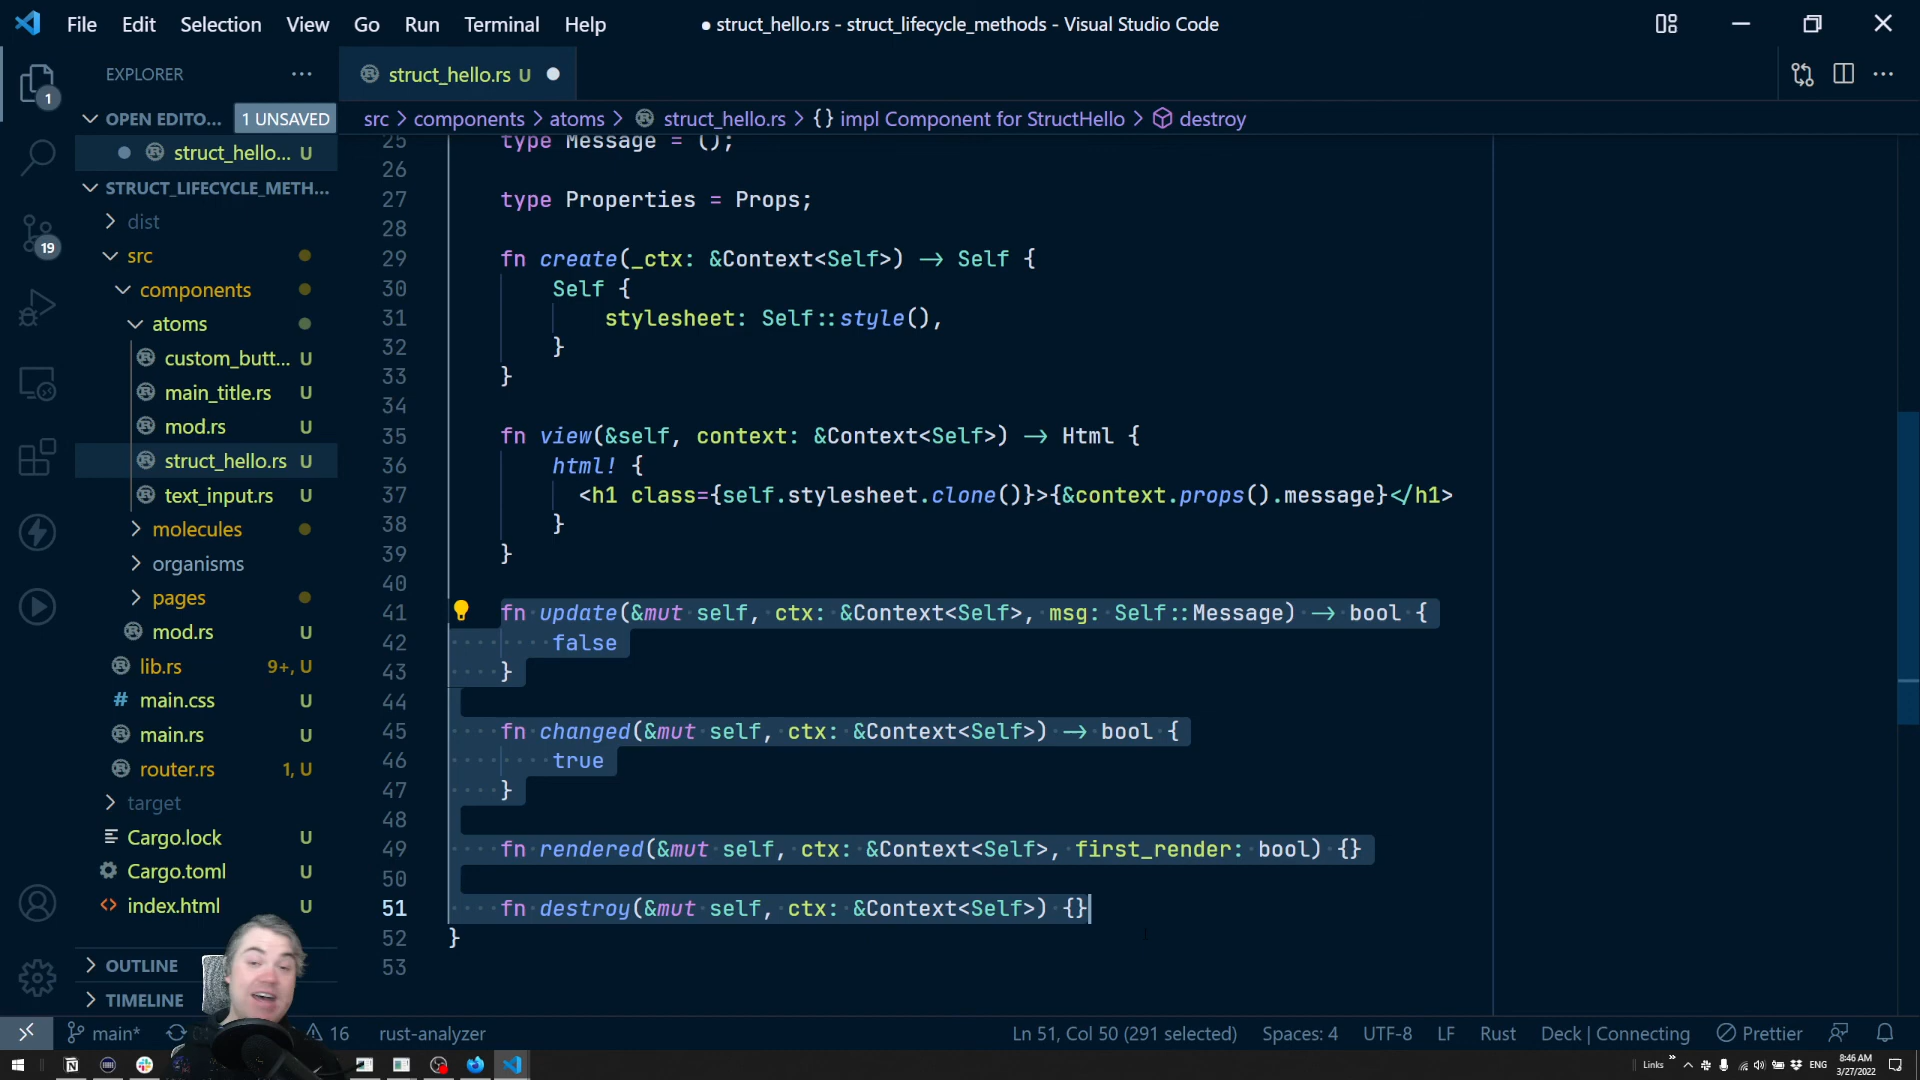 File Edit Selection View Go Run Terminal Help
● struct_hello.rs - struct_lifecycle_methods - Visual Studio Code
EXPLORER
struct_hello.rs U
1
OPEN EDITO...
1 UNSAVED
struct_hello... U
STRUCT_LIFECYCLE_METH...
dist
19
src
components
atoms
custom_butt... U
main_title.rs U
mod.rs U
struct_hello.rs U
text_input.rs U
molecules
organisms
pages
mod.rs U
lib.rs 9+, U
main.css U
main.rs U
router.rs 1, U
target
Cargo.lock U
Cargo.toml U
index.html U
OUTLINE
TIMELINE
src > components > atoms > struct_hello.rs > {} impl Component for StructHello > destroy
25 type Message = ();
26
27 type Properties = Props;
28
29 fn create(_ctx: &Context<Self>) → Self {
30 Self {
31 stylesheet: Self::style(),
32 }
33 }
34
35 fn view(&self, context: &Context<Self>) → Html {
36 html! {
37 <h1 class={self.stylesheet.clone()}>{&context.props().message}</h1>
38 }
39 }
40
41 fn update(&mut self, ctx: &Context<Self>, msg: Self::Message) → bool {
42 false
43 }
44
45 fn changed(&mut self, ctx: &Context<Self>) → bool {
46 true
47 }
48
49 fn rendered(&mut self, ctx: &Context<Self>, first_render: bool) {}
50
51 fn destroy(&mut self, ctx: &Context<Self>) {}
52 }
53
main* 16 rust-analyzer Ln 51, Col 50 (291 selected) Spaces: 4 UTF-8 LF Rust Deck | Connecting Prettier
Links » ENG 8:46 AM
3/27/2022